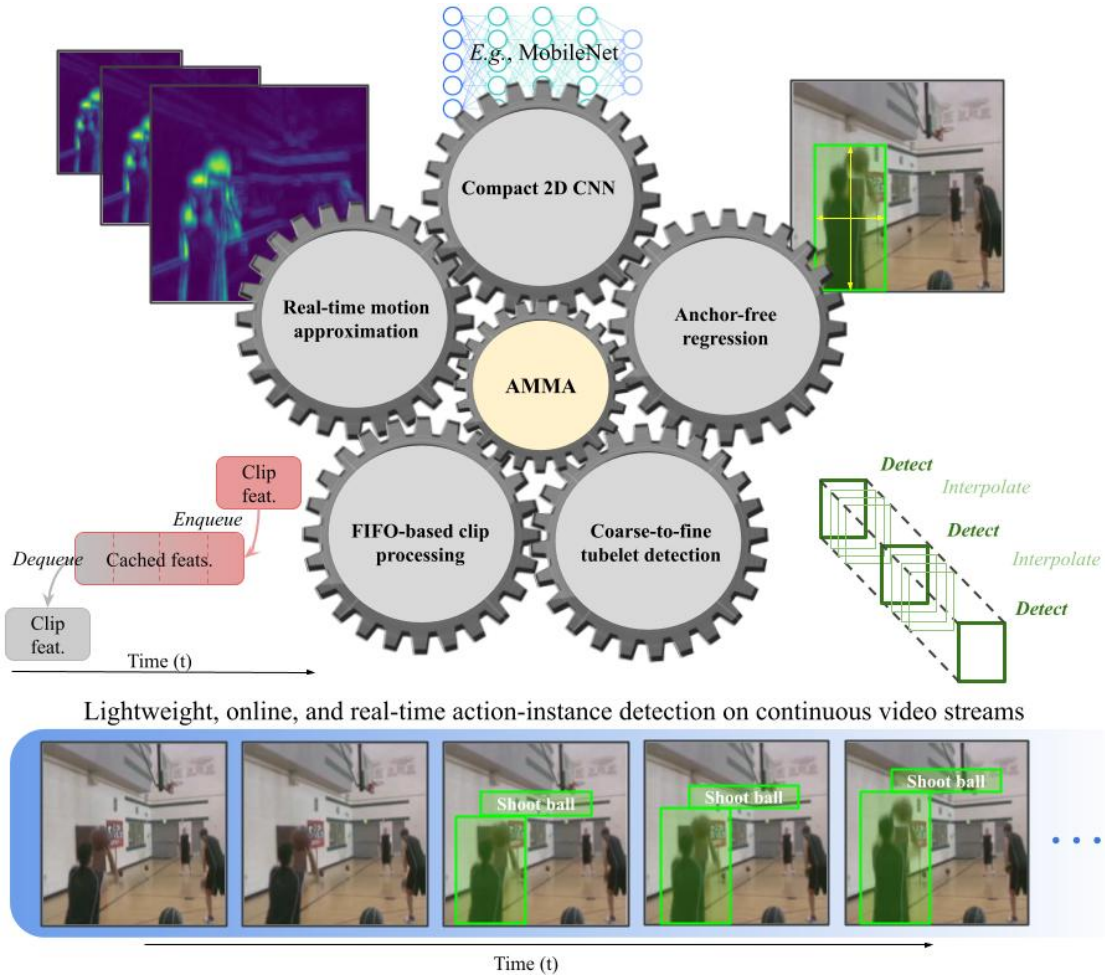 E.g., MobileNet
Compact 2D CNN
Real-time motion
approximation
Anchor-free
regression
AMMA
FIFO-based clip
processing
Coarse-to-fine
tubelet detection
Clip
feat.
Enqueue
Dequeue
Cached feats.
Clip
feat.
Time (t)
Detect
Interpolate
Detect
Interpolate
Detect
Lightweight, online, and real-time action-instance detection on continuous video streams
Shoot ball
Shoot ball
Shoot ball
Time (t)